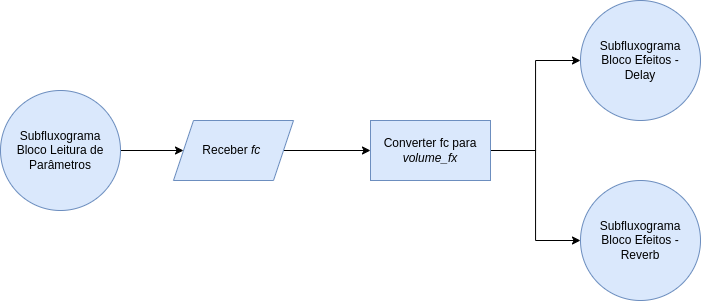 Subfluxograma
Bloco Leitura de
Parâmetros
Receber fc
Converter fc para
volume_fx
Subfluxograma
Bloco Efeitos -
Delay
Subfluxograma
Bloco Efeitos -
Reverb